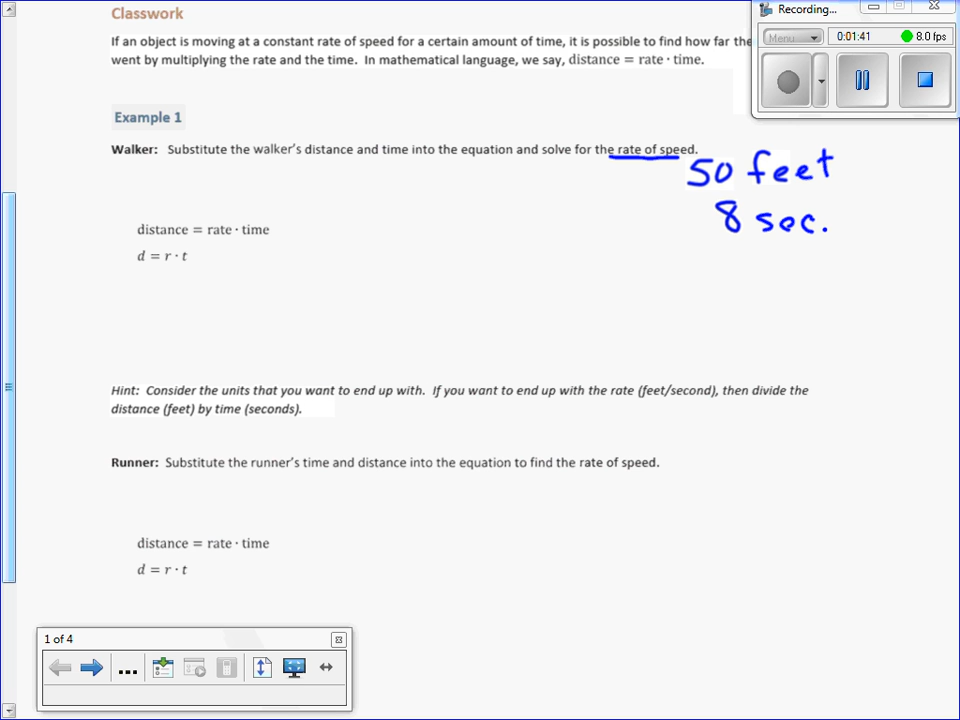 Classwork
Recording...
Menu
0:01:41
8.0 fps
If an object is moving at a constant rate of speed for a certain amount of time, it is possible to find how far the
went by multiplying the rate and the time. In mathematical language, we say, distance = rate · time.
Example 1
Walker: Substitute the walker's distance and time into the equation and solve for the rate of speed.
50 feet
8 sec.
distance = rate · time
d = r · t
Hint: Consider the units that you want to end up with. If you want to end up with the rate (feet/second), then divide the
distance (feet) by time (seconds).
Runner: Substitute the runner's time and distance into the equation to find the rate of speed.
distance = rate · time
d = r · t
1 of 4